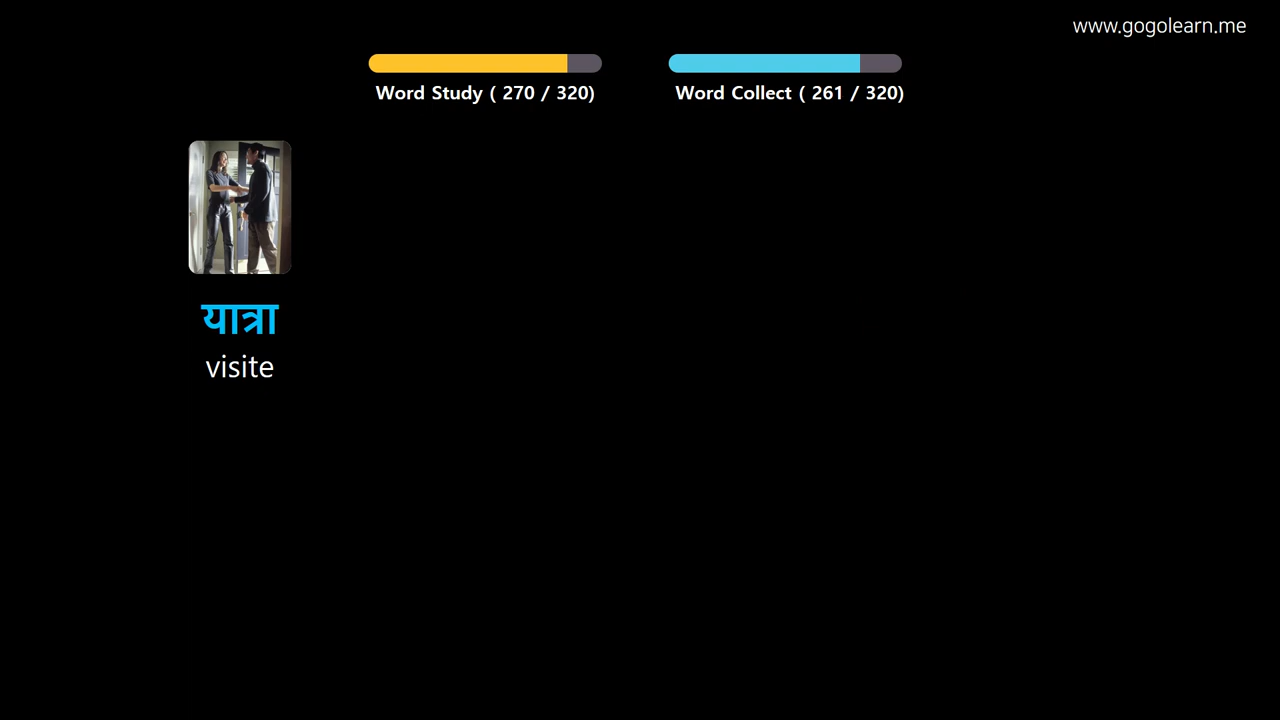 www.gogolearn.me
Word Study ( 270 / 320)
Word Collect ( 261 / 320)
यात्रा
visite